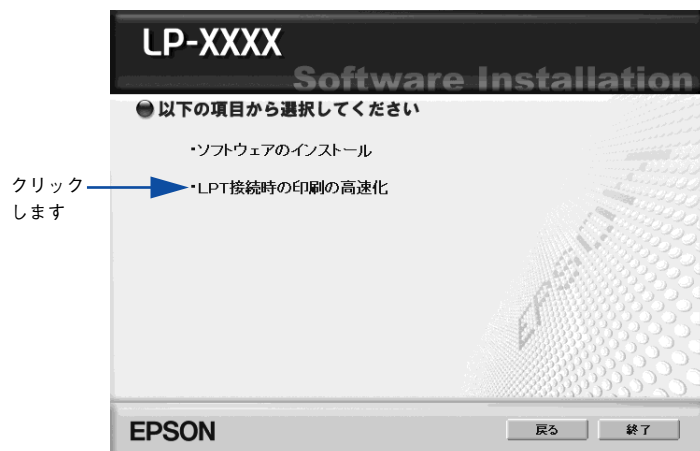 LP-XXXX
Software Installation
以下の項目から選択してください
・ソフトウェアのインストール
クリック
します
・LPT接続時の印刷の高速化
EPSON
EPSON
戻る
終了